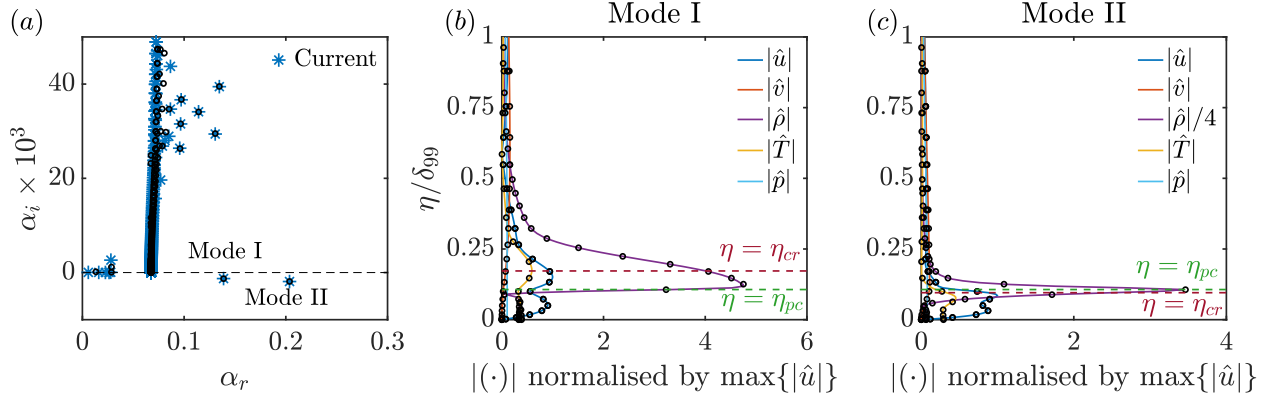 (a)
Current
40
20
0
α_i × 10^3
Mode I
Mode II
0
0.1
0.2
0.3
α_r
(b)
Mode I
1
0.75
0.5
0.25
0
η/δ_99
|û|
|v̂|
|ρ̂|
|T̂|
|p̂|
η = η_cr
η = η_pc
0
2
4
6
|(·)| normalised by max{|û|}
(c)
Mode II
1
0.75
0.5
0.25
0
|û|
|v̂|
|ρ̂|/4
|T̂|
|p̂|
η = η_pc
η = η_cr
0
2
4
|(·)| normalised by max{|û|}